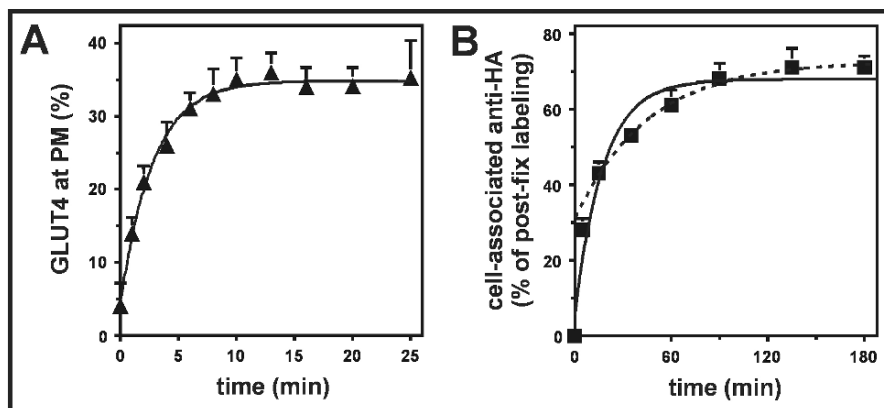 A
GLUT4 at PM (%)
40
30
20
10
0
0
5
10
15
20
25
time (min)
B
cell-associated anti-HA
(% of post-fix labeling)
80
60
40
20
0
0
60
120
180
time (min)